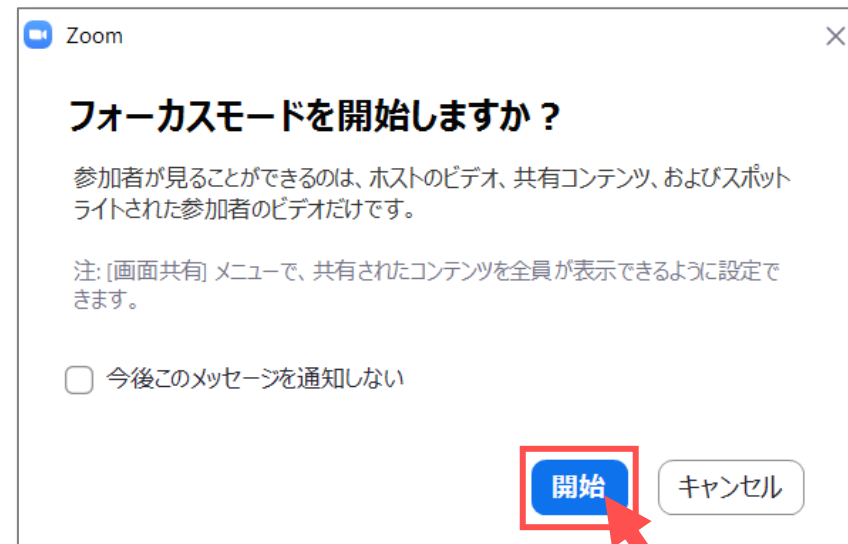 Zoom
フォーカスモードを開始しますか？
参加者が見ることができるのは、ホストのビデオ、共有コンテンツ、およびスポット
ライトされた参加者のビデオだけです。
注: [画面共有] メニューで、共有されたコンテンツを全員が表示できるように設定で
きます。
今後このメッセージを通知しない
開始
キャンセル